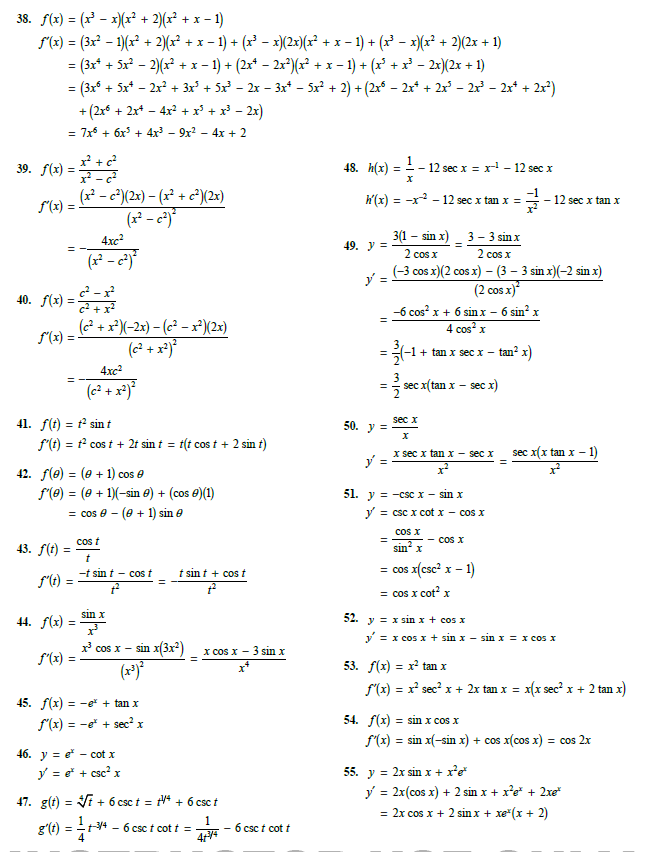 38. f(x) = (x³ − x)(x² + 2)(x² + x − 1)
f′(x) = (3x² − 1)(x² + 2)(x² + x − 1) + (x³ − x)(2x)(x² + x − 1) + (x³ − x)(x² + 2)(2x + 1)
= (3x⁴ + 5x² − 2)(x² + x − 1) + (2x⁴ − 2x²)(x² + x − 1) + (x⁵ + x³ − 2x)(2x + 1)
= (3x⁶ + 5x⁴ − 2x² + 3x⁵ + 5x³ − 2x − 3x⁴ − 5x² + 2) + (2x⁶ − 2x⁴ + 2x⁵ − 2x³ − 2x⁴ + 2x²)
+ (2x⁶ + 2x⁴ − 4x² + x⁵ + x³ − 2x)
= 7x⁶ + 6x⁵ + 4x³ − 9x² − 4x + 2
39. f(x) = (x² + c²)/(x² − c²)
f′(x) = ((x² − c²)(2x) − (x² + c²)(2x))/(x² − c²)²
= −4xc²/(x² − c²)²
40. f(x) = (c² − x²)/(c² + x²)
f′(x) = ((c² + x²)(−2x) − (c² − x²)(2x))/(c² + x²)²
= −4xc²/(c² + x²)²
41. f(t) = t² sin t
f′(t) = t² cos t + 2t sin t = t(t cos t + 2 sin t)
42. f(θ) = (θ + 1) cos θ
f′(θ) = (θ + 1)(−sin θ) + (cos θ)(1)
= cos θ − (θ + 1) sin θ
43. f(t) = cos t/t
f′(t) = (−t sin t − cos t)/t² = −(t sin t + cos t)/t²
44. f(x) = sin x/x³
f′(x) = (x³ cos x − sin x(3x²))/(x³)² = (x cos x − 3 sin x)/x⁴
45. f(x) = −eˣ + tan x
f′(x) = −eˣ + sec² x
46. y = eˣ − cot x
y′ = eˣ + csc² x
47. g(t) = ⁴√t + 6 csc t = t^1/4 + 6 csc t
g′(t) = 1/4 t^−3/4 − 6 csc t cot t = 1/(4t^3/4) − 6 csc t cot t
48. h(x) = 1/x − 12 sec x = x⁻¹ − 12 sec x
h′(x) = −x⁻² − 12 sec x tan x = −1/x² − 12 sec x tan x
49. y = 3(1 − sin x)/(2 cos x) = (3 − 3 sin x)/(2 cos x)
y′ = ((−3 cos x)(2 cos x) − (3 − 3 sin x)(−2 sin x))/(2 cos x)²
= (−6 cos² x + 6 sin x − 6 sin² x)/(4 cos² x)
= 3/2(−1 + tan x sec x − tan² x)
= 3/2 sec x(tan x − sec x)
50. y = sec x/x
y′ = (x sec x tan x − sec x)/x² = sec x(x tan x − 1)/x²
51. y = −csc x − sin x
y′ = csc x cot x − cos x
= cos x/sin² x − cos x
= cos x(csc² x − 1)
= cos x cot² x
52. y = x sin x + cos x
y′ = x cos x + sin x − sin x = x cos x
53. f(x) = x² tan x
f′(x) = x² sec² x + 2x tan x = x(x sec² x + 2 tan x)
54. f(x) = sin x cos x
f′(x) = sin x(−sin x) + cos x(cos x) = cos 2x
55. y = 2x sin x + x²eˣ
y′ = 2x(cos x) + 2 sin x + x²eˣ + 2xeˣ
= 2x cos x + 2 sin x + xeˣ(x + 2)